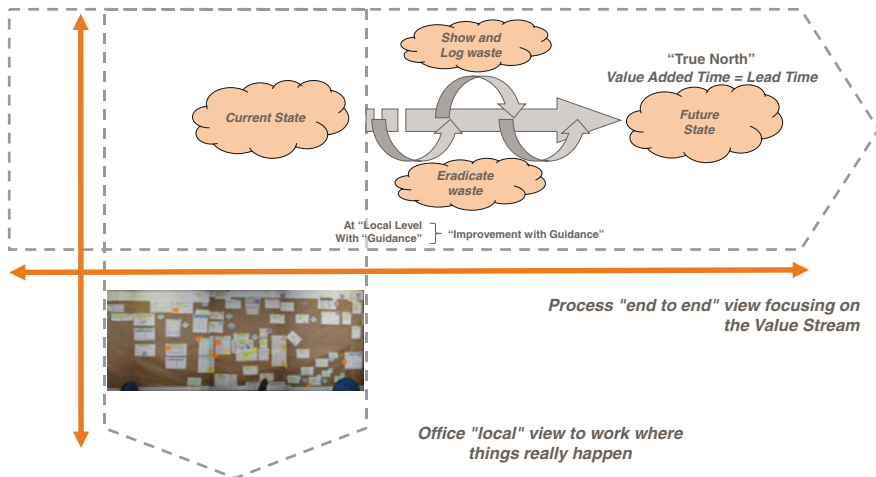 Show and
Log waste
“True North”
Value Added Time = Lead Time
Current State
Future
State
Eradicate
waste
At “Local Level
With “Guidance”
“Improvement with Guidance”
Process "end to end" view focusing on
the Value Stream
Office "local" view to work where
things really happen